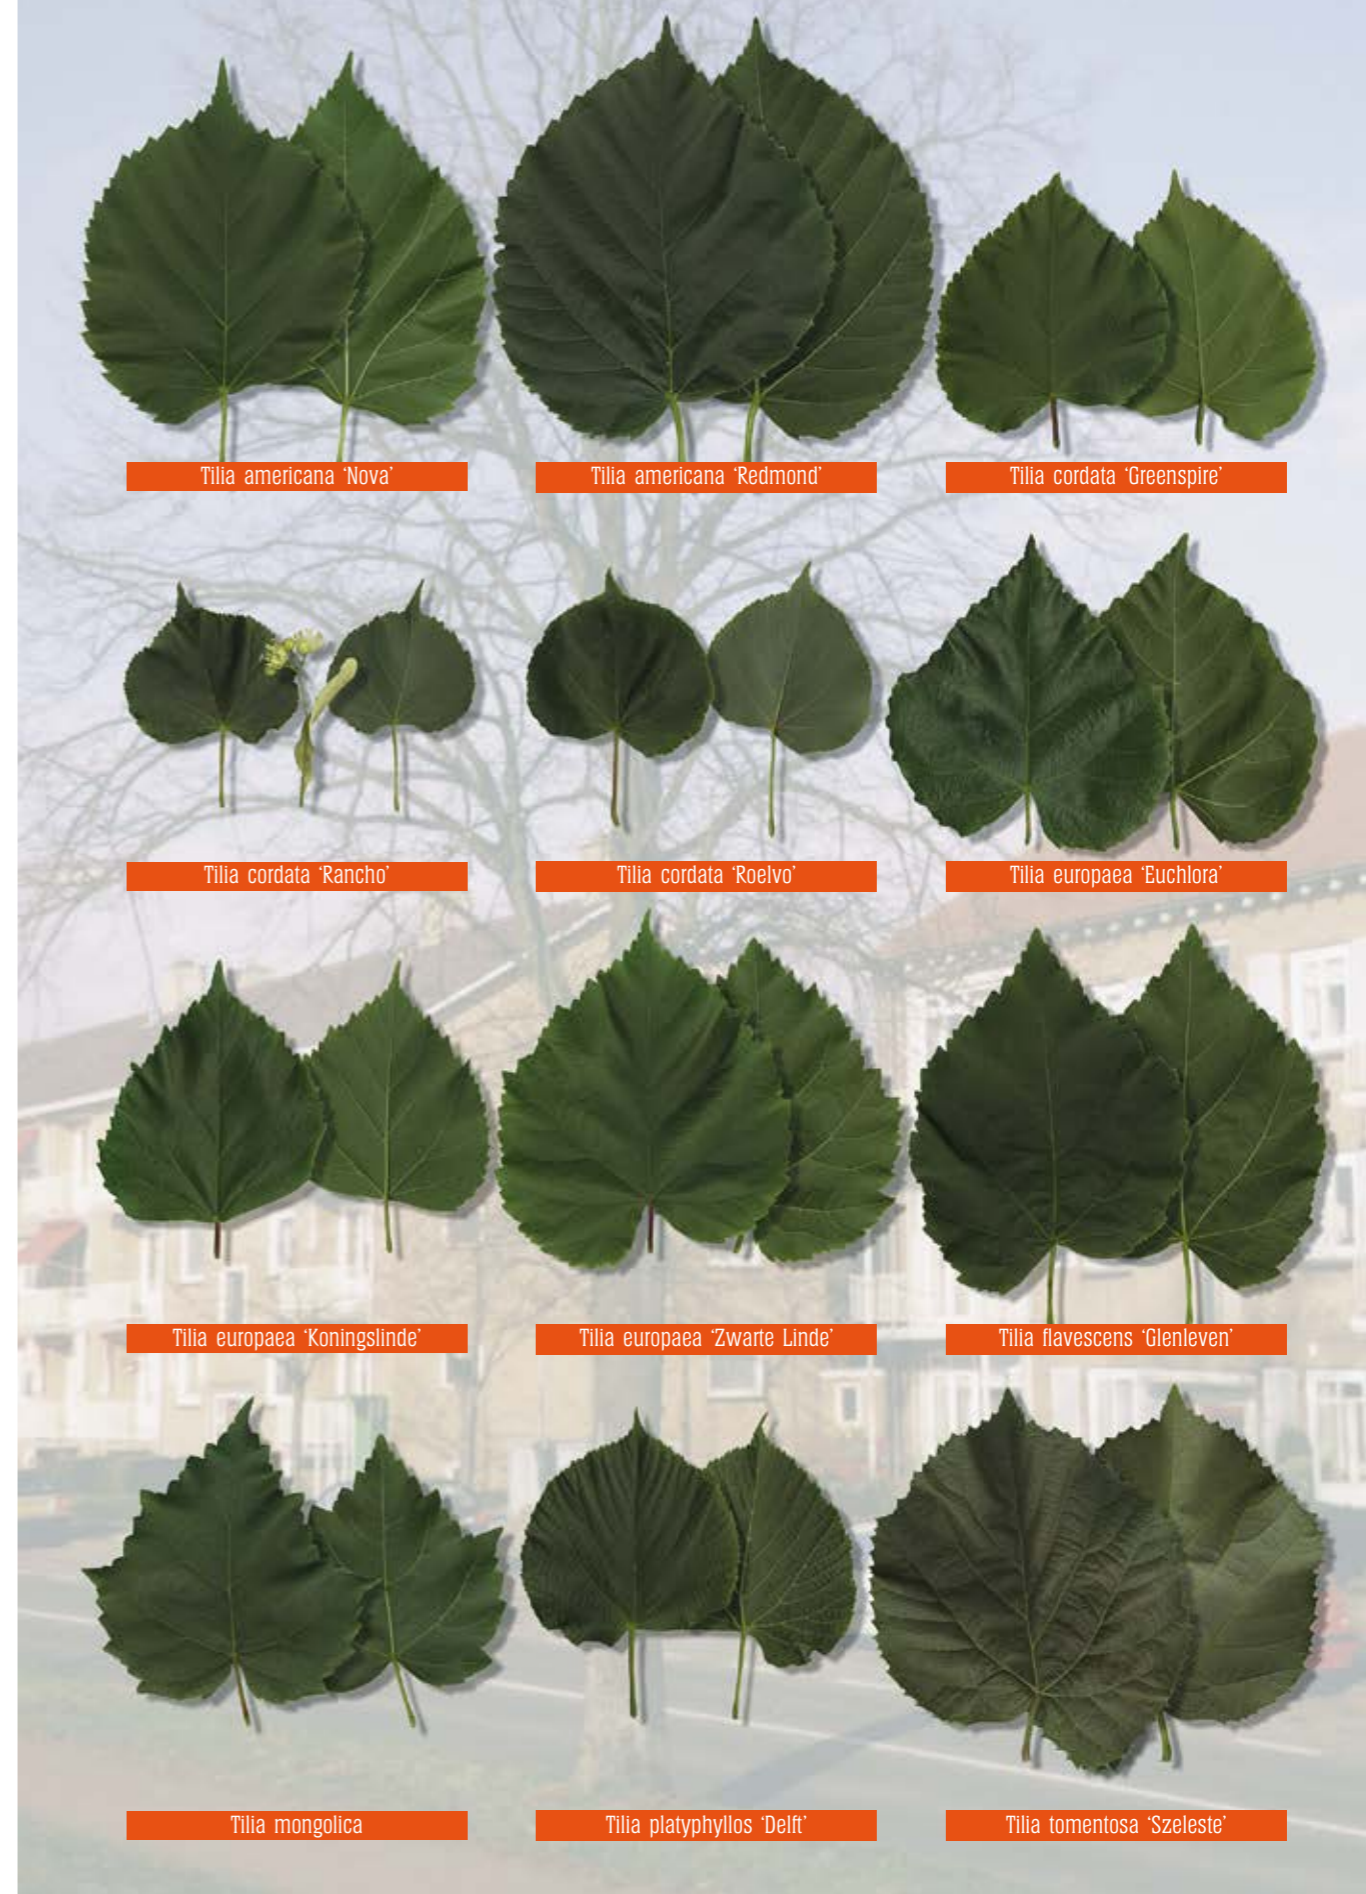 Tilia americana ‘Nova’
Tilia americana ‘Redmond’
Tilia cordata ‘Greenspire’
Tilia cordata ‘Rancho’
Tilia cordata ‘Roelvo’
Tilia europaea ‘Euchlora’
Tilia europaea ‘Koningslinde’
Tilia europaea ‘Zwarte Linde’
Tilia flavescens ‘Glenleven’
Tilia mongolica
Tilia platyphyllos ‘Delft’
Tilia tomentosa ‘Szeleste’